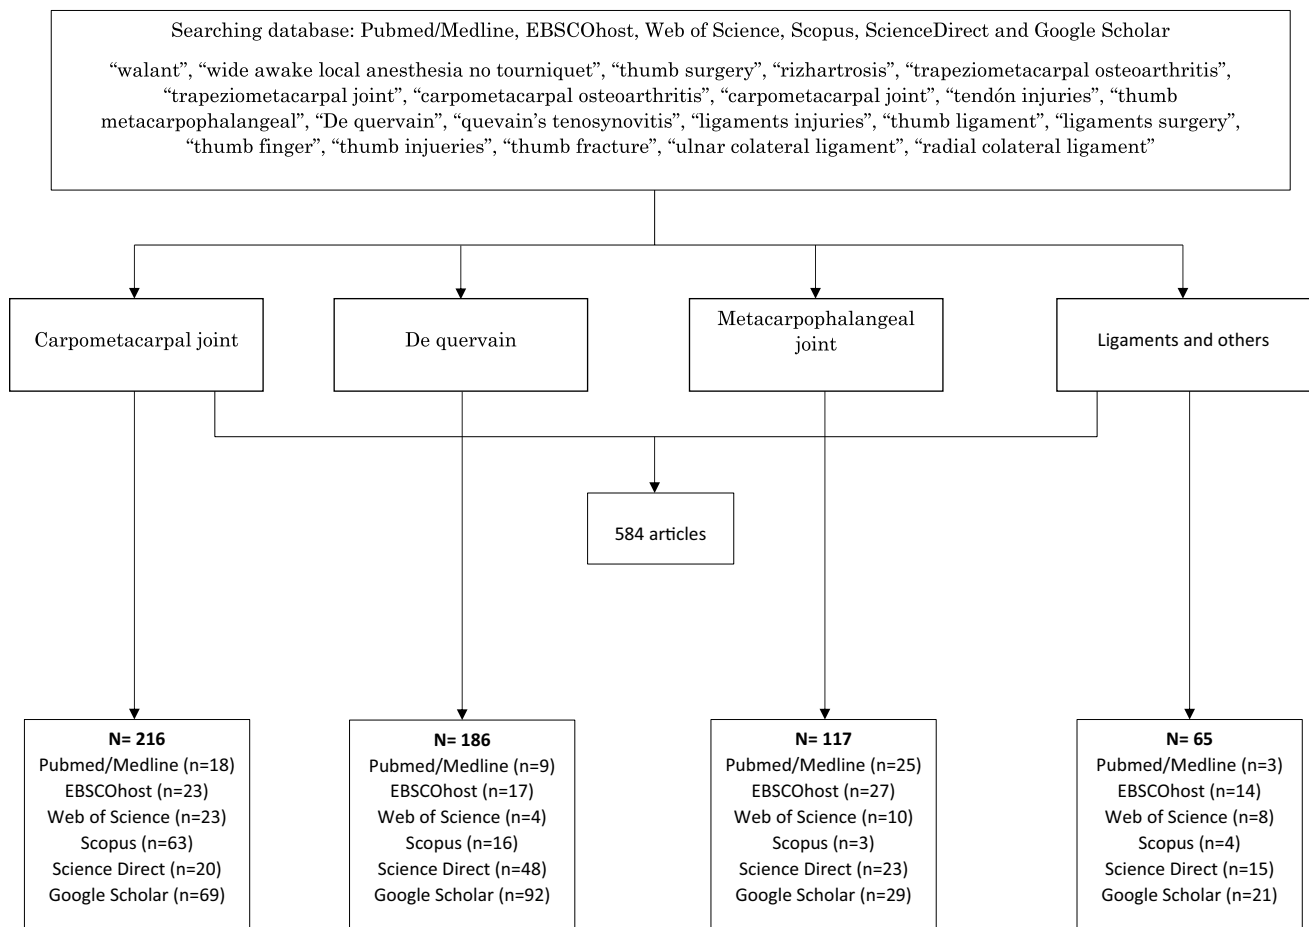 Searching database: Pubmed/Medline, EBSCOhost, Web of Science, Scopus, ScienceDirect and Google Scholar
“walant”, “wide awake local anesthesia no tourniquet”, “thumb surgery”, “rizhartrosis”, “trapeziometacarpal osteoarthritis”,
“trapeziometacarpal joint”, “carpometacarpal osteoarthritis”, “carpometacarpal joint”, “tendón injuries”, “thumb
metacarpophalangeal”, “De quervain”, “quevain’s tenosynovitis”, “ligaments injuries”, “thumb ligament”, “ligaments surgery”,
“thumb finger”, “thumb injueries”, “thumb fracture”, “ulnar colateral ligament”, “radial colateral ligament”
Carpometacarpal joint
De quervain
Metacarpophalangeal
joint
Ligaments and others
584 articles
N= 216
Pubmed/Medline (n=18)
EBSCOhost (n=23)
Web of Science (n=23)
Scopus (n=63)
Science Direct (n=20)
Google Scholar (n=69)
N= 186
Pubmed/Medline (n=9)
EBSCOhost (n=17)
Web of Science (n=4)
Scopus (n=16)
Science Direct (n=48)
Google Scholar (n=92)
N= 117
Pubmed/Medline (n=25)
EBSCOhost (n=27)
Web of Science (n=10)
Scopus (n=3)
Science Direct (n=23)
Google Scholar (n=29)
N= 65
Pubmed/Medline (n=3)
EBSCOhost (n=14)
Web of Science (n=8)
Scopus (n=4)
Science Direct (n=15)
Google Scholar (n=21)